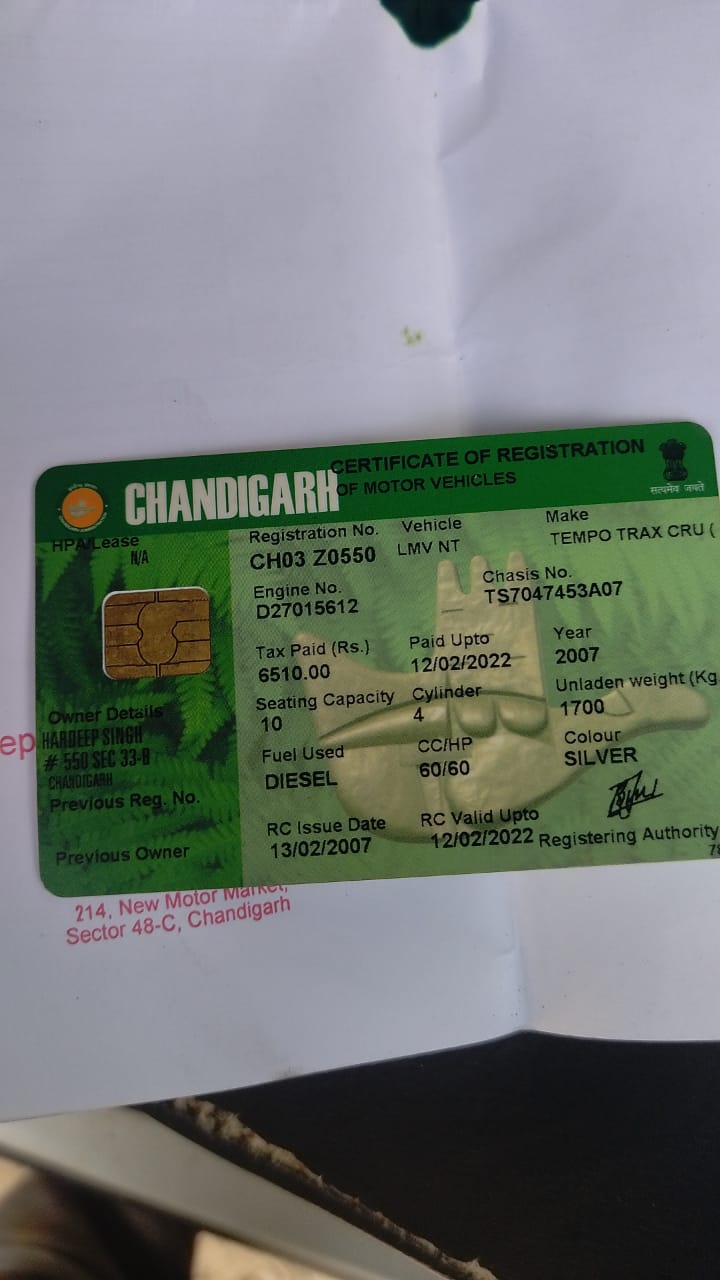 CHANDIGARH
CERTIFICATE OF REGISTRATION
OF MOTOR VEHICLES
सत्यमेव जयते
HPA/Lease
N/A
Registration No.
CH03 Z0550
Vehicle
LMV NT
Make
TEMPO TRAX CRU (
Engine No.
D27015612
Chasis No.
TS7047453A07
Tax Paid (Rs.)
6510.00
Paid Upto
12/02/2022
Year
2007
Seating Capacity
10
Cylinder
4
Unladen weight (Kg
1700
Fuel Used
DIESEL
CC/HP
60/60
Colour
SILVER
RC Issue Date
13/02/2007
RC Valid Upto
12/02/2022
Registering Authority
78
Owner Details
HARDEEP SINGH
# 550 SEC 33-B
CHANDIGARH
Previous Reg. No.
Previous Owner
ep
214, New Motor Market,
Sector 48-C, Chandigarh